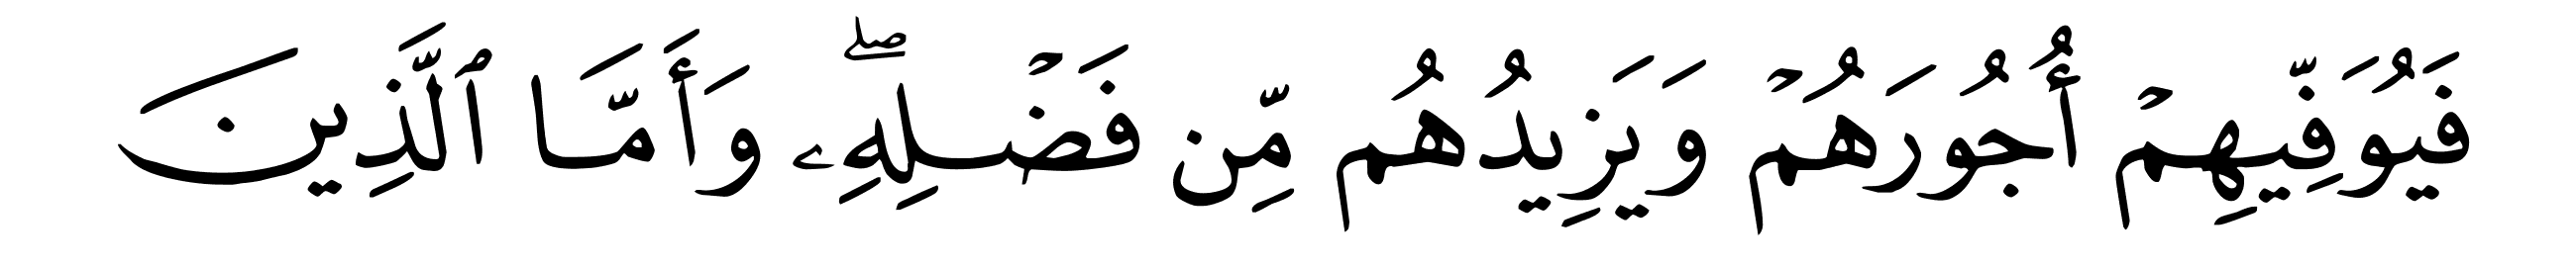 فَيُوَفِّيهِمۡ أُجُورَهُمۡ وَيَزِيدُهُم مِّن فَضۡلِهِۦۖ وَأَمَّا ٱلَّذِينَ